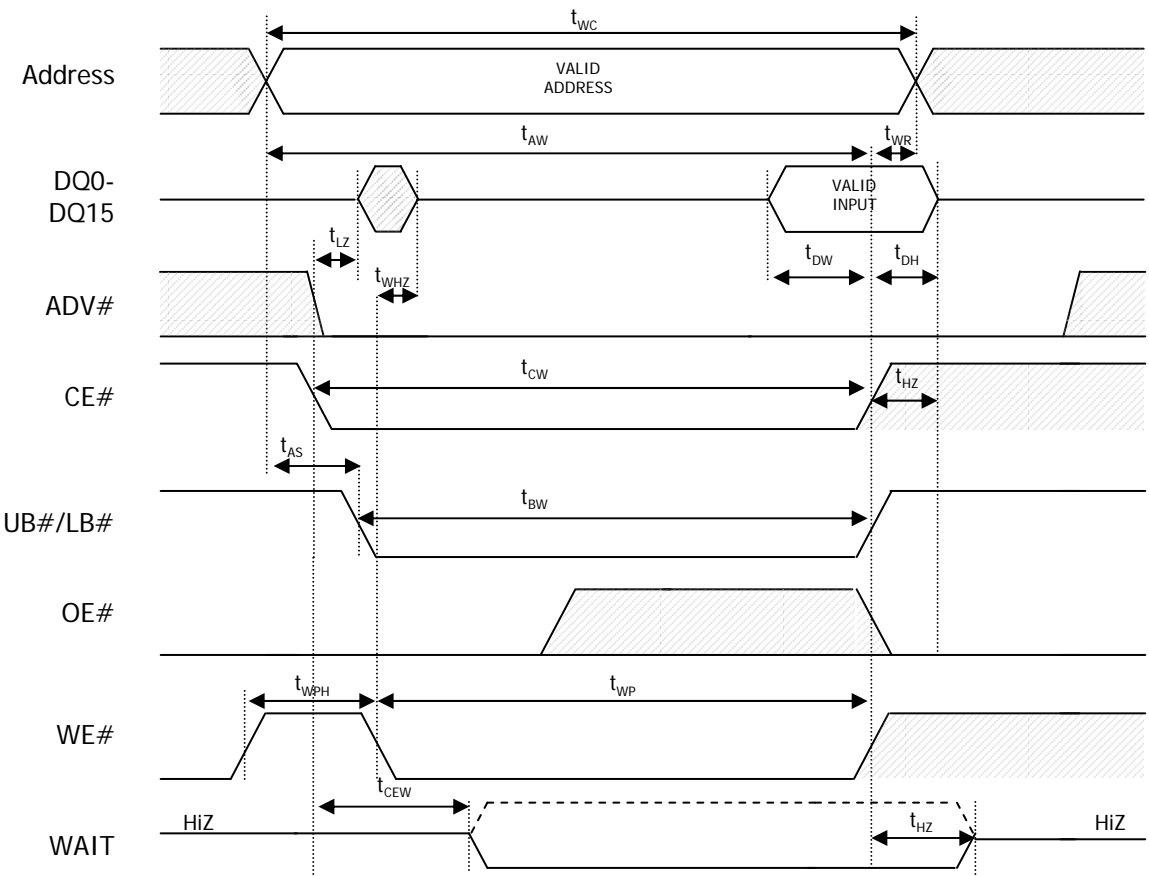 tWC
Address
VALID
ADDRESS
tAW
tWR
DQ0-
DQ15
VALID
INPUT
tLZ
tWHZ
tDW
tDH
ADV#
tCW
tHZ
CE#
tAS
tBW
UB#/LB#
OE#
tWPH
tWP
WE#
tCEW
HiZ
tHZ
HiZ
WAIT